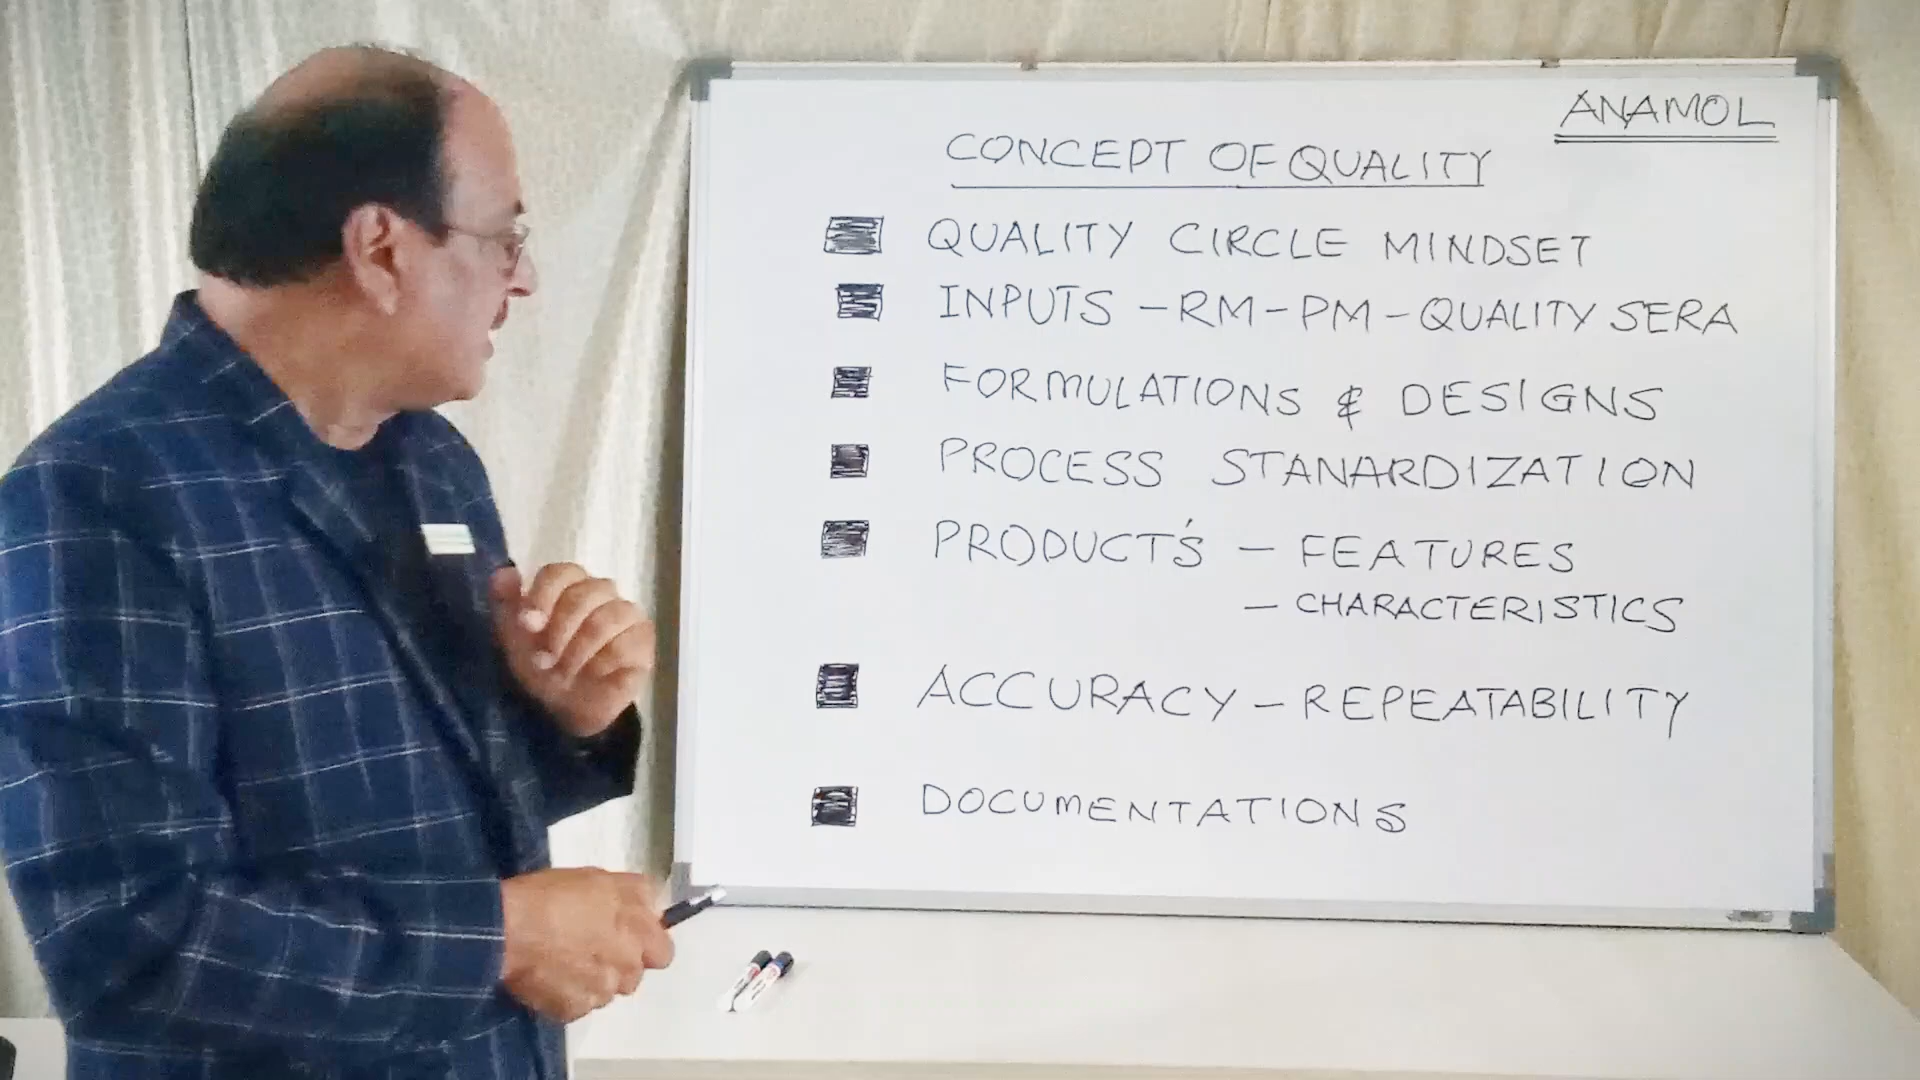 ANAMOL
CONCEPT OF QUALITY
QUALITY CIRCLE MINDSET
INPUTS - RM - PM - QUALITY SERA
FORMULATIONS & DESIGNS
PROCESS STANARDIZATION
PRODUCT'S - FEATURES
- CHARACTERISTICS
ACCURACY - REPEATABILITY
DOCUMENTATIONS